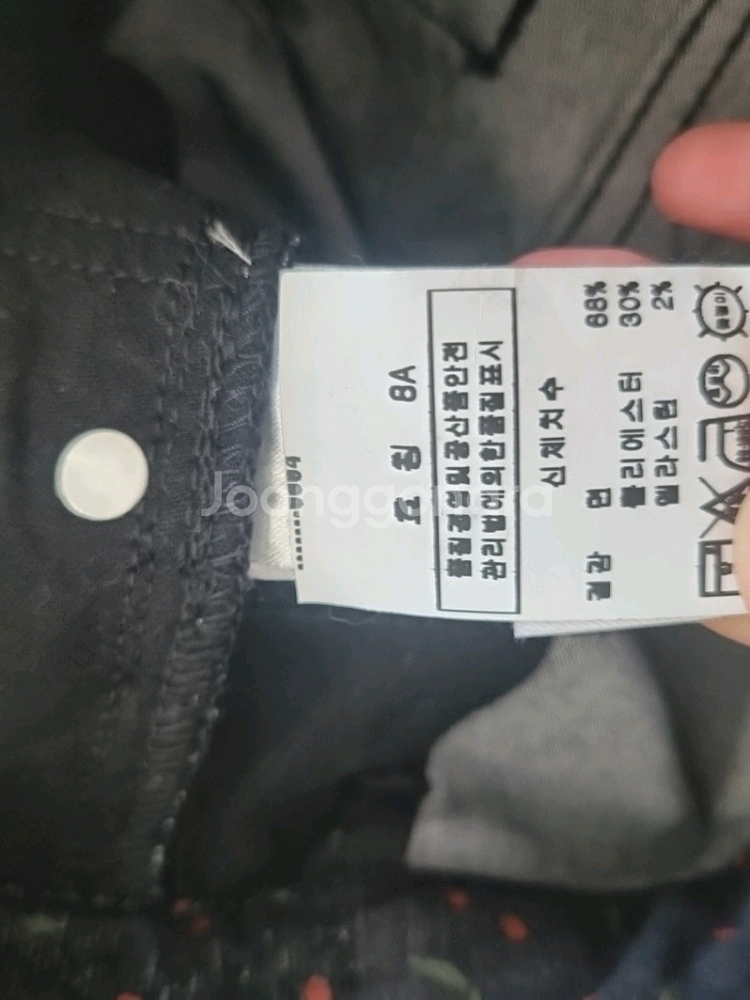 호칭 8A
품질경영및공산품안전
관리법에의한품질표시
신체치수
겉감 면 68%
폴리에스터 30%
엘라스틴 2%
Joonggonara